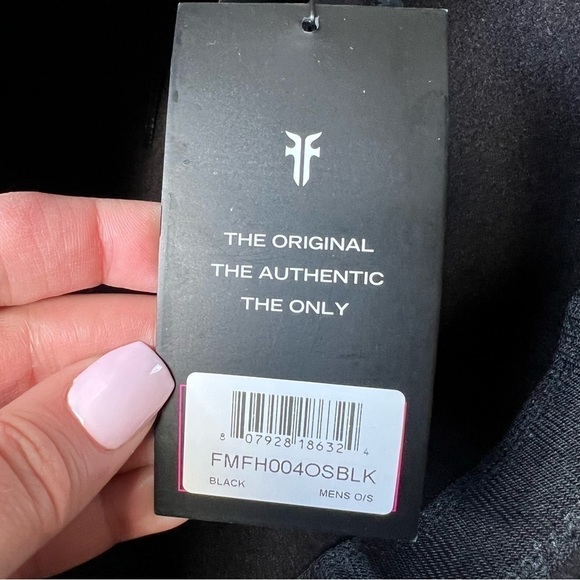 THE ORIGINAL
THE AUTHENTIC
THE ONLY
8 07928 18632 4
FMFH004OSBLK
BLACK MENS O/S